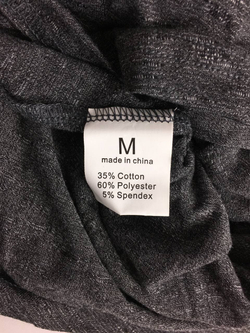 M
made in china
35% Cotton
60% Polyester
5% Spendex